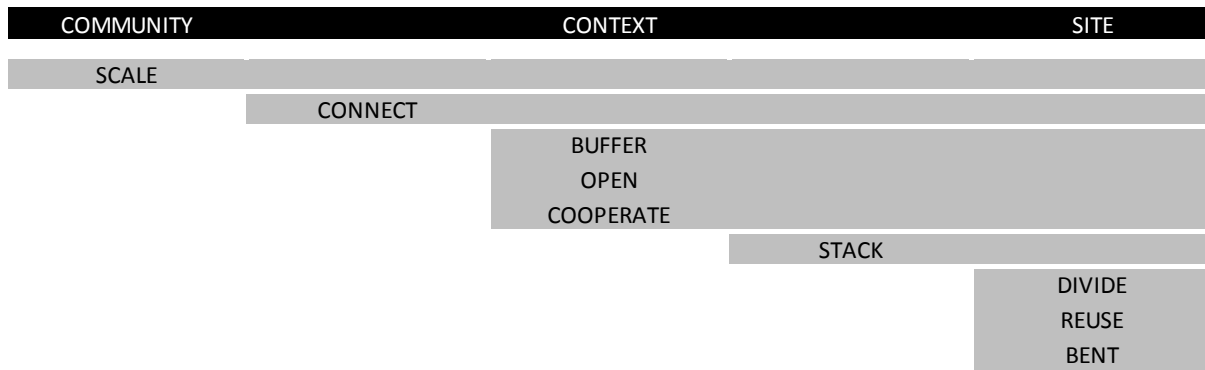 COMMUNITY CONTEXT SITE
SCALE
CONNECT
BUFFER
OPEN
COOPERATE
STACK
DIVIDE
REUSE
BENT